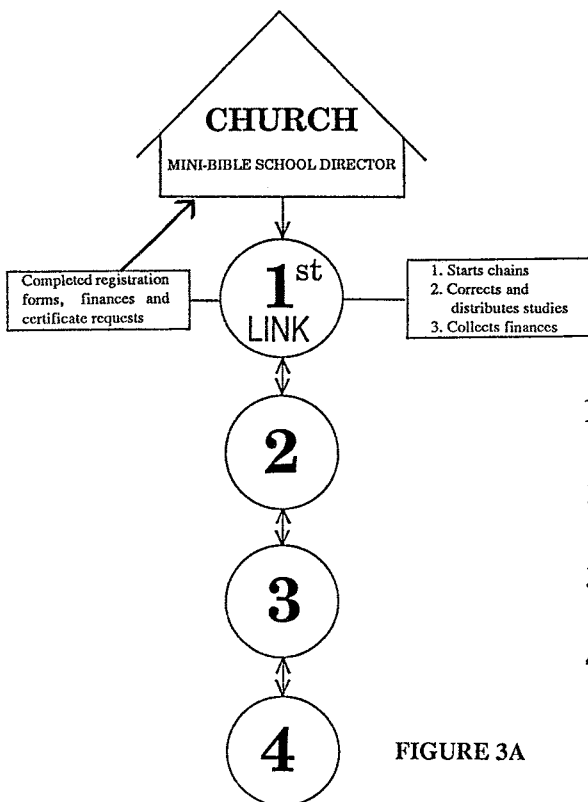 CHURCH
MINI-BIBLE SCHOOL DIRECTOR
Completed registration
forms, finances and
certificate requests
1st
LINK
1. Starts chains
2. Corrects and
distributes studies
3. Collects finances
2
3
4
FIGURE 3A